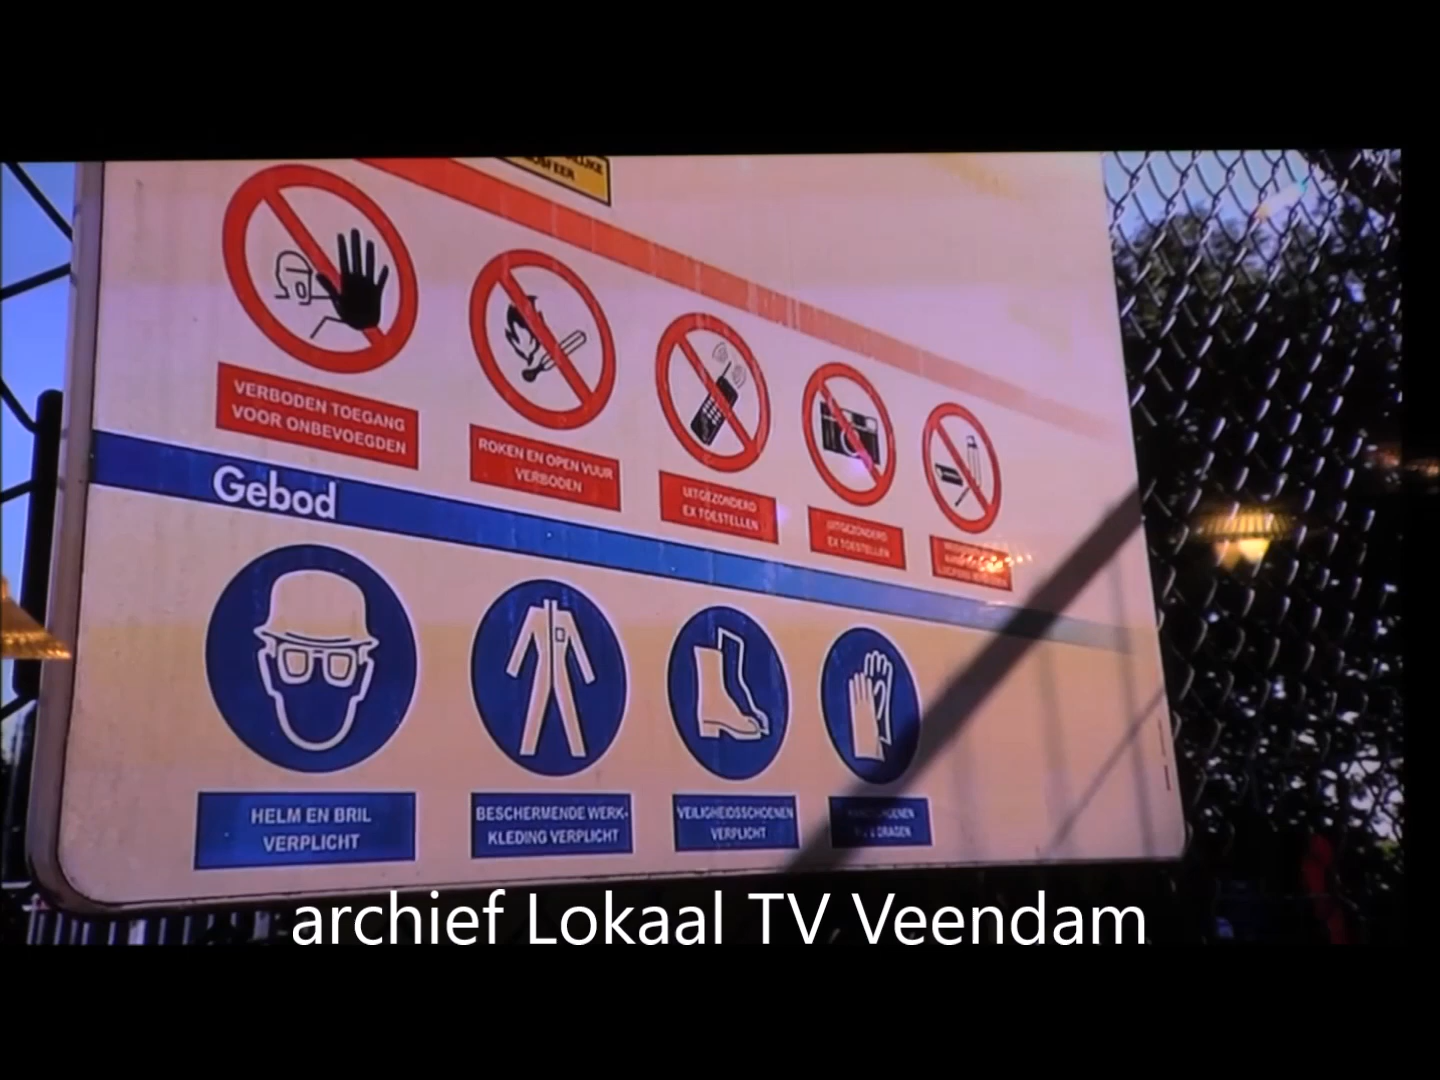 VERBODEN TOEGANG
VOOR ONBEVOEGDEN
ROKEN EN OPEN VUUR
VERBODEN
UITGEZONDERD
EX TOESTELLEN
UITGEZONDERD
EX TOESTELLEN
Gebod
HELM EN BRIL
VERPLICHT
BESCHERMENDE WERK-
KLEDING VERPLICHT
VEILIGHEIDSSCHOENEN
VERPLICHT
DRAGEN
archief Lokaal TV Veendam